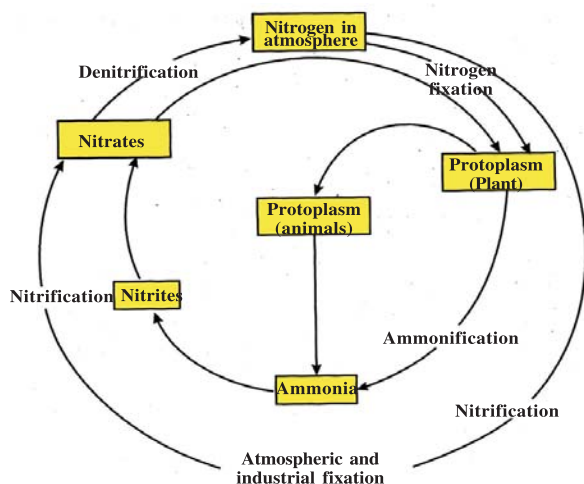 Nitrogen in
atmosphere
Denitrification
Nitrogen
fixation
Nitrates
Protoplasm
(Plant)
Protoplasm
(animals)
Nitrification
Nitrites
Ammonification
Ammonia
Nitrification
Atmospheric and
industrial fixation